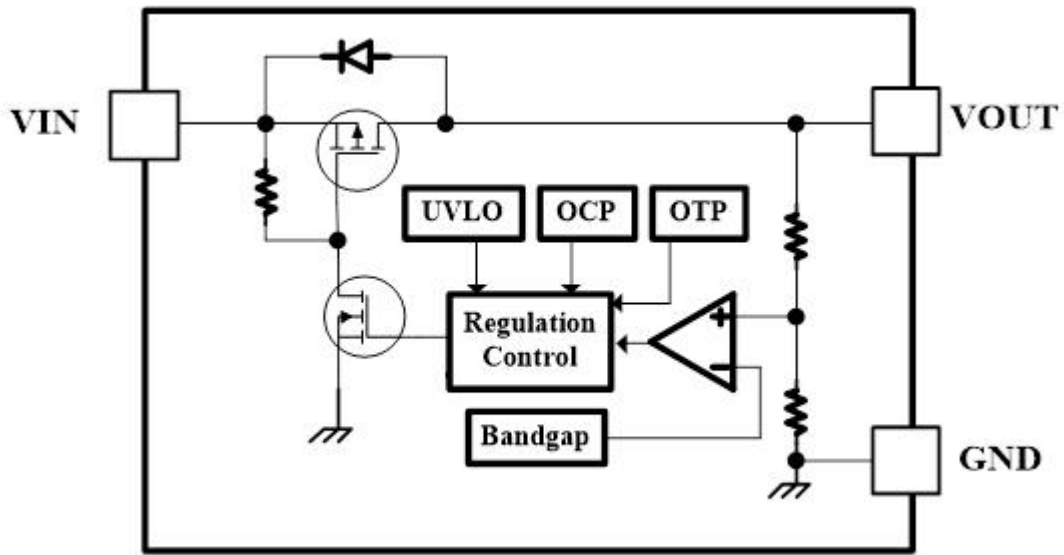 VIN
VOUT
UVLO
OCP
OTP
Regulation
Control
+
-
Bandgap
GND